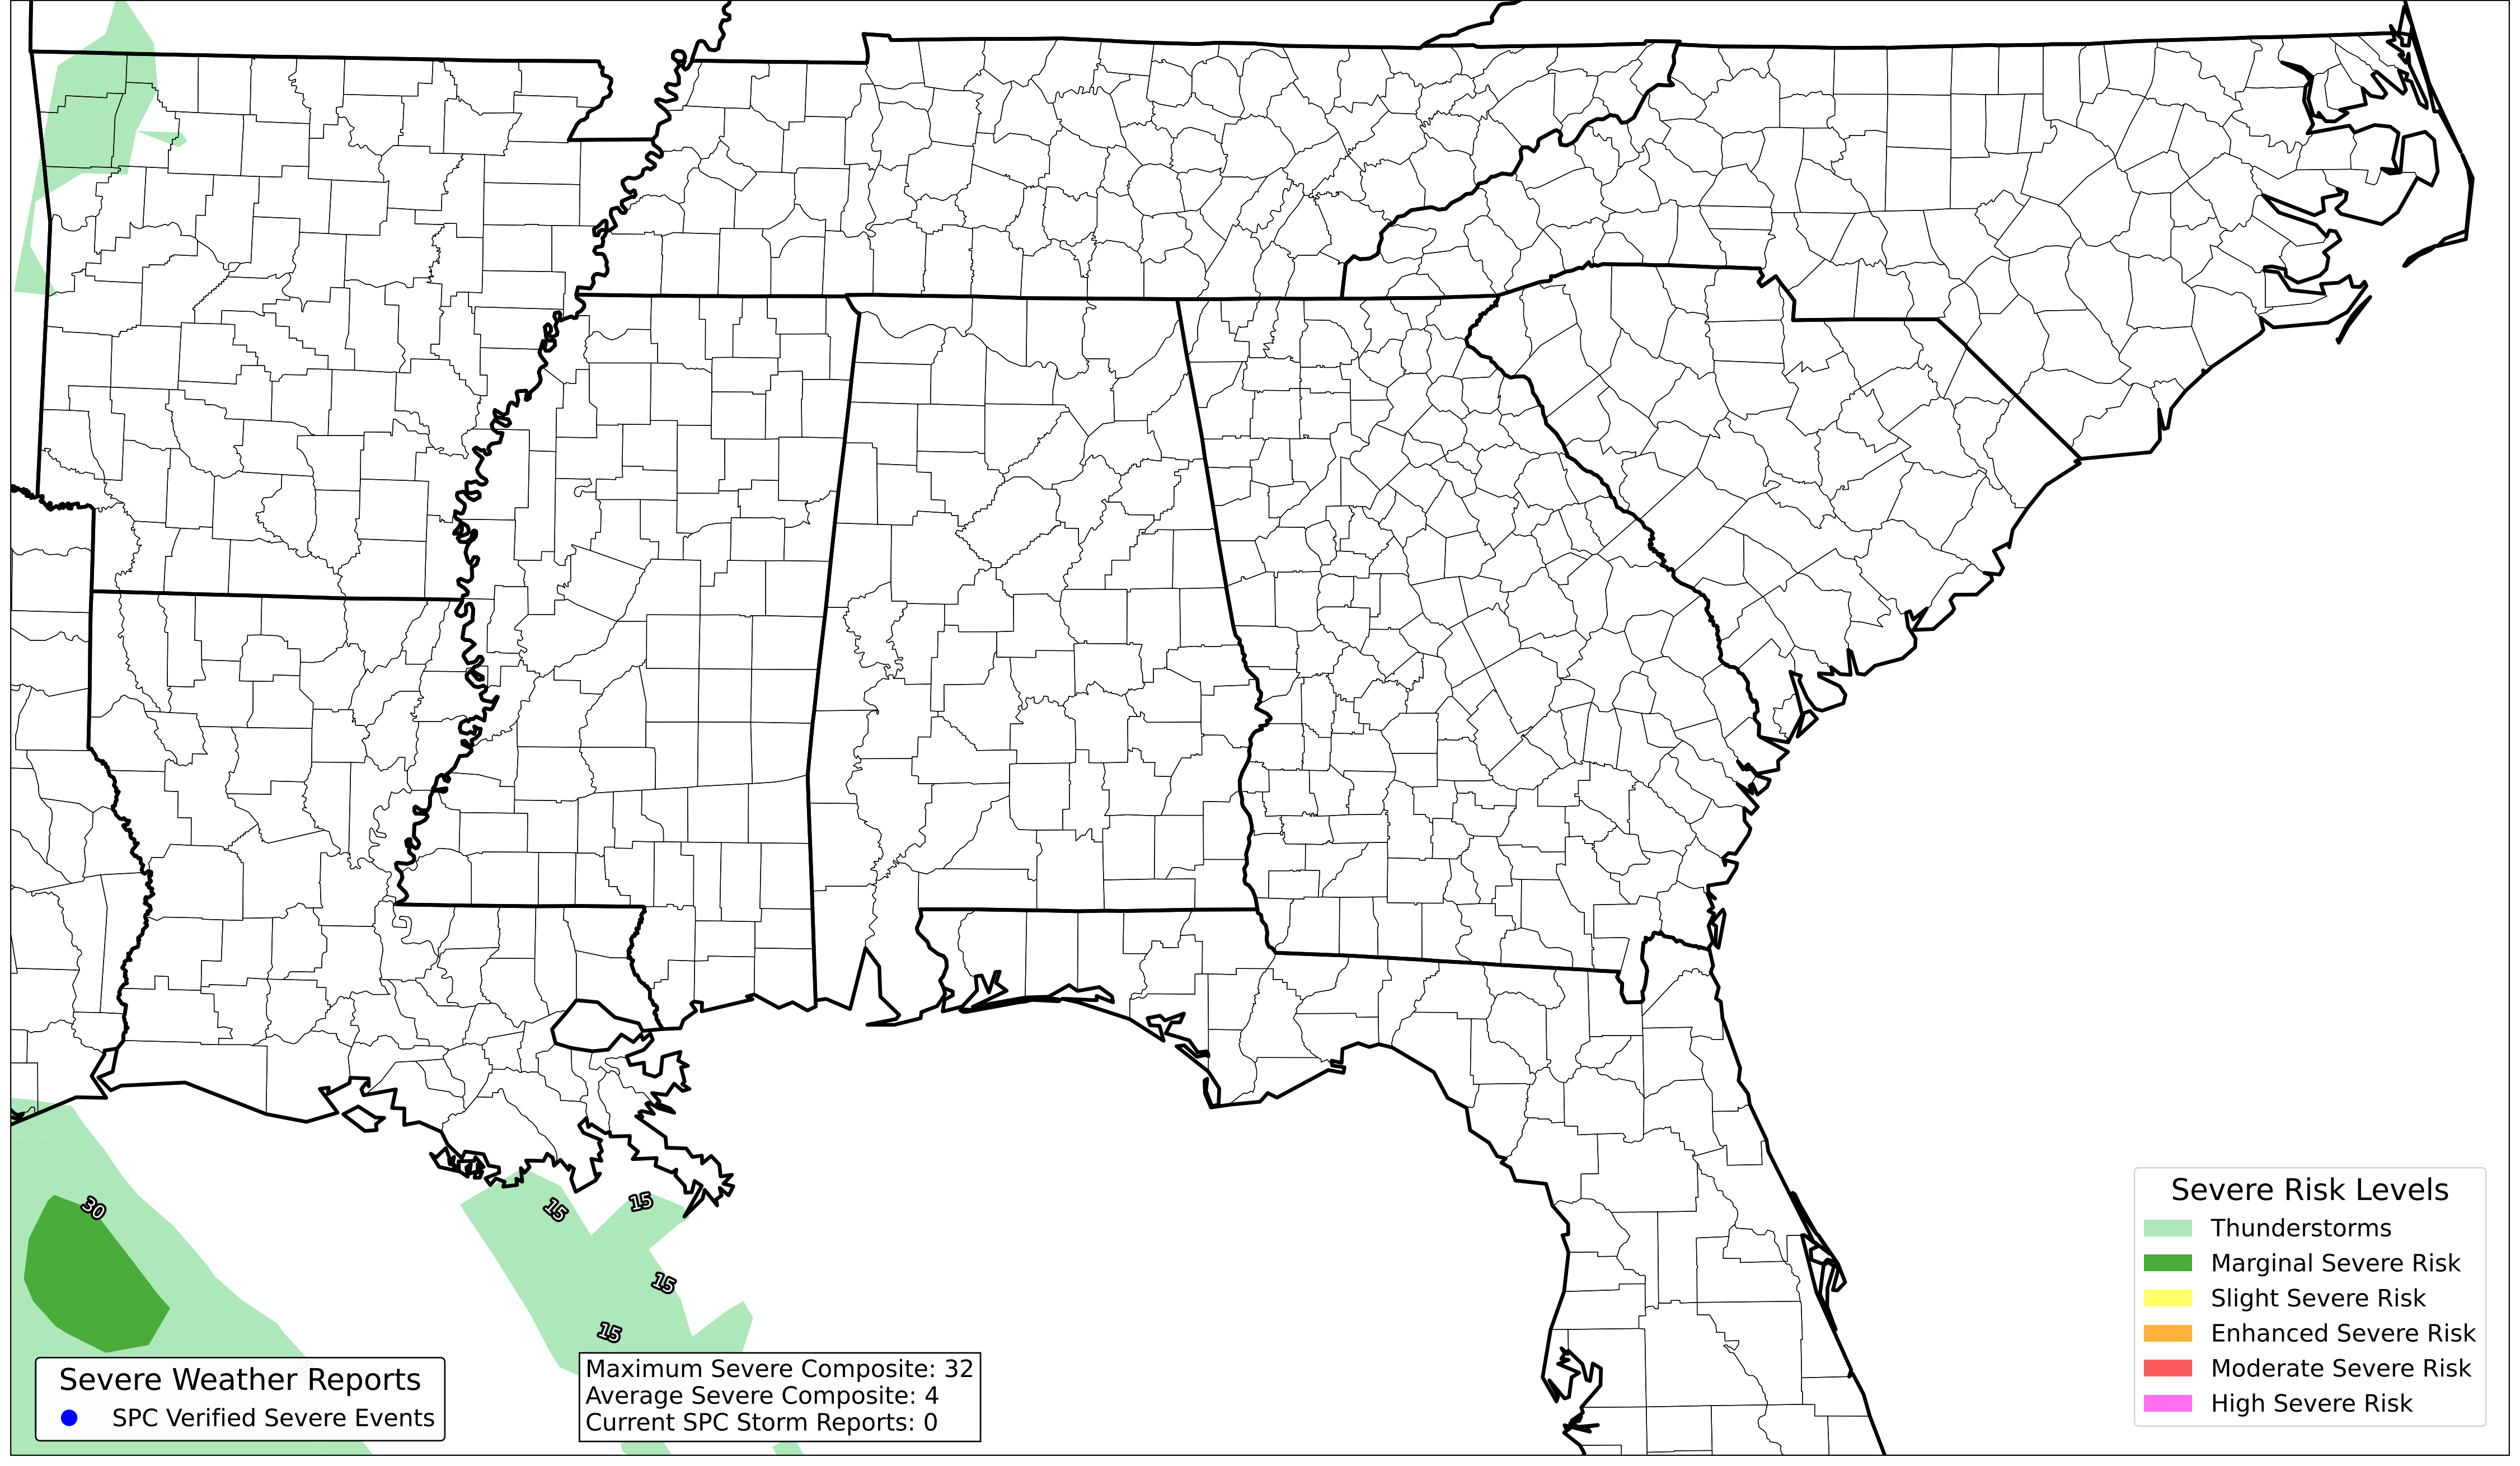 30
15
15
15
15
Severe Weather Reports
SPC Verified Severe Events
Maximum Severe Composite: 32
Average Severe Composite: 4
Current SPC Storm Reports: 0
Severe Risk Levels
Thunderstorms
Marginal Severe Risk
Slight Severe Risk
Enhanced Severe Risk
Moderate Severe Risk
High Severe Risk